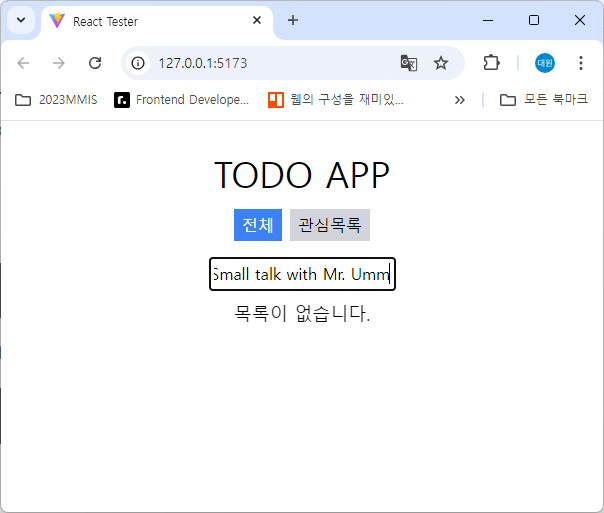 React Tester
127.0.0.1:5173
대원
2023MMIS
Frontend Develope...
웹의 구성을 재미있...
모든 북마크
TODO APP
전체 관심목록
Small talk with Mr. Umm
목록이 없습니다.